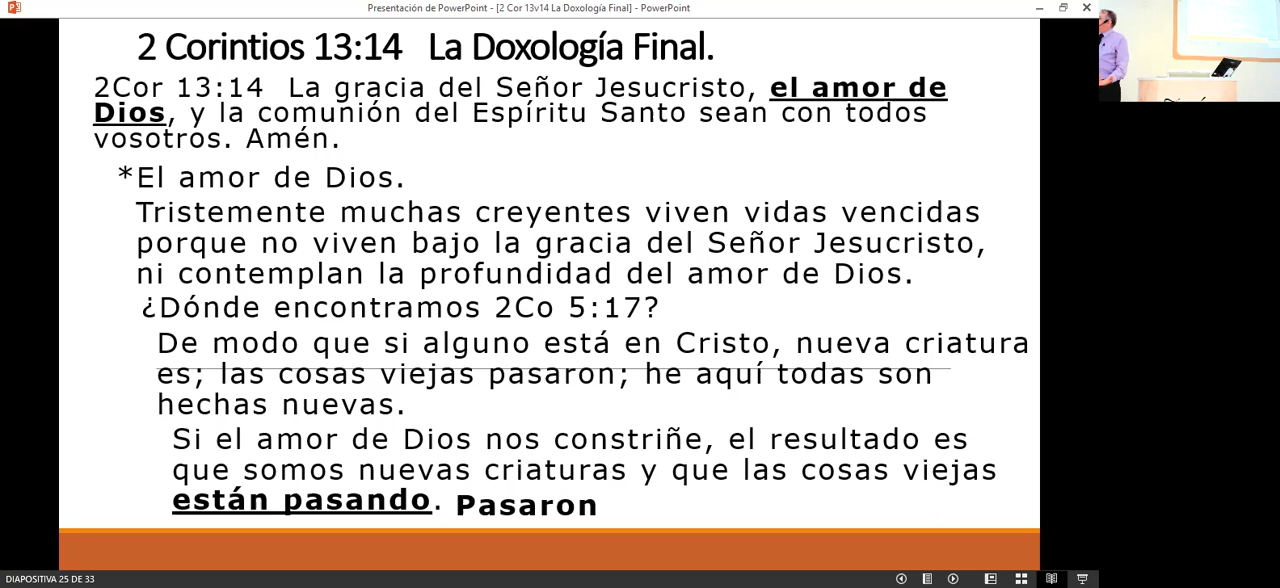 Presentación de PowerPoint - [2 Cor 13v14 La Doxología Final] - PowerPoint
2 Corintios 13:14 La Doxología Final.
2Cor 13:14 La gracia del Señor Jesucristo, el amor de
Dios, y la comunión del Espíritu Santo sean con todos
vosotros. Amén.
*El amor de Dios.
Tristemente muchas creyentes viven vidas vencidas
porque no viven bajo la gracia del Señor Jesucristo,
ni contemplan la profundidad del amor de Dios.
¿Dónde encontramos 2Co 5:17?
De modo que si alguno está en Cristo, nueva criatura
es; las cosas viejas pasaron; he aquí todas son
hechas nuevas.
Si el amor de Dios nos constriñe, el resultado es
que somos nuevas criaturas y que las cosas viejas
están pasando. Pasaron
DIAPOSITIVA 25 DE 33